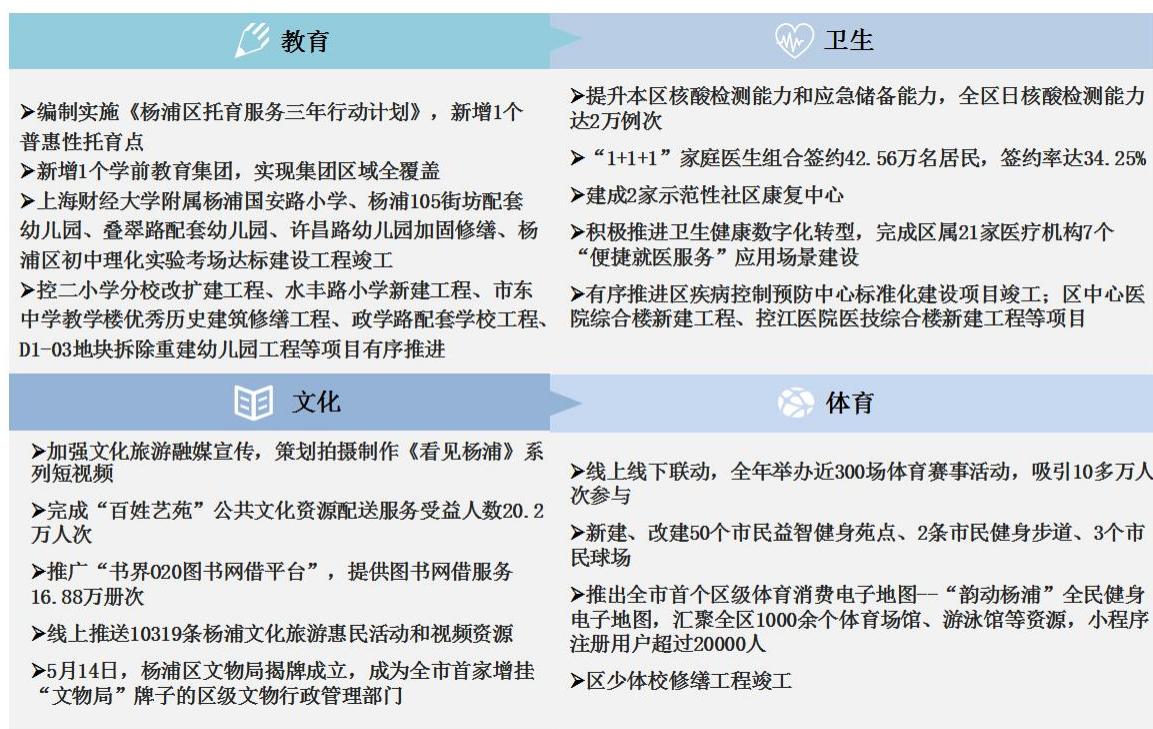 教育
➤编制实施《杨浦区托育服务三年行动计划》，新增1个
普惠性托育点
➤新增1个学前教育集团，实现集团区域全覆盖
➤上海财经大学附属杨浦国安路小学、杨浦105街坊配套
幼儿园、叠翠路配套幼儿园、许昌路幼儿园加固修缮、杨
浦区初中理化实验考场达标建设工程竣工
➤控二小学分校改扩建工程、水丰路小学新建工程、市东
中学教学楼优秀历史建筑修缮工程、政学路配套学校工程、
D1-03地块拆除重建幼儿园工程等项目有序推进
卫生
➤提升本区核酸检测能力和应急储备能力，全区日核酸检测能力
达2万例次
➤“1+1+1”家庭医生组合签约42.56万名居民，签约率达34.25%
➤建成2家示范性社区康复中心
➤积极推进卫生健康数字化转型，完成区属21家医疗机构7个
“便捷就医服务”应用场景建设
➤有序推进区疾病控制预防中心标准化建设项目竣工；区中心医
院综合楼新建工程、控江医院医技综合楼新建工程等项目
文化
➤加强文化旅游融媒宣传，策划拍摄制作《看见杨浦》系
列短视频
➤完成“百姓艺苑”公共文化资源配送服务受益人数20.2
万人次
➤推广“书界O2O图书网借平台”，提供图书网借服务
16.88万册次
➤线上推送10319条杨浦文化旅游惠民活动和视频资源
➤5月14日，杨浦区文物局揭牌成立，成为全市首家增挂
“文物局”牌子的区级文物行政管理部门
体育
➤线上线下联动，全年举办近300场体育赛事活动，吸引10多万人
次参与
➤新建、改建50个市民益智健身苑点、2条市民健身步道、3个市
民球场
➤推出全市首个区级体育消费电子地图--“韵动杨浦”全民健身
电子地图，汇聚全区1000余个体育场馆、游泳馆等资源，小程序
注册用户超过20000人
➤区少体校修缮工程竣工